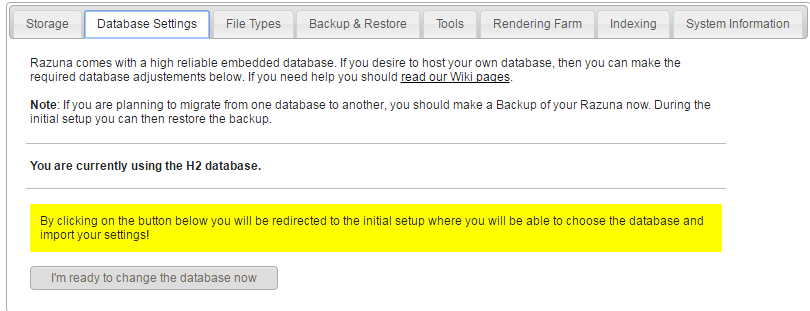 Storage Database Settings File Types Backup & Restore Tools Rendering Farm Indexing System Information
Razuna comes with a high reliable embedded database. If you desire to host your own database, then you can make the
required database adjustements below. If you need help you should read our Wiki pages.
Note: If you are planning to migrate from one database to another, you should make a Backup of your Razuna now. During the
initial setup you can then restore the backup.
You are currently using the H2 database.
By clicking on the button below you will be redirected to the initial setup where you will be able to choose the database and
import your settings!
I'm ready to change the database now